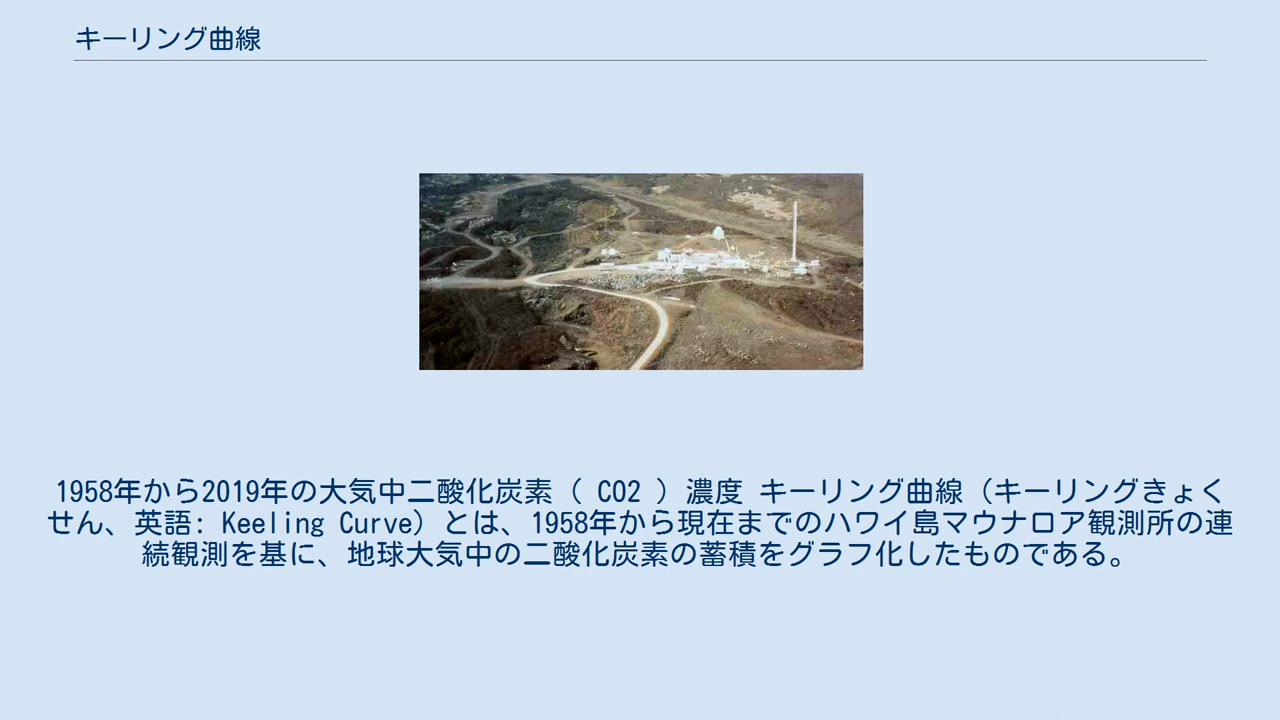 キーリング曲線
1958年から2019年の大気中二酸化炭素（ CO2 ）濃度 キーリング曲線（キーリングきょく
せん、英語: Keeling Curve）とは、1958年から現在までのハワイ島マウナロア観測所の連
続観測を基に、地球大気中の二酸化炭素の蓄積をグラフ化したものである。